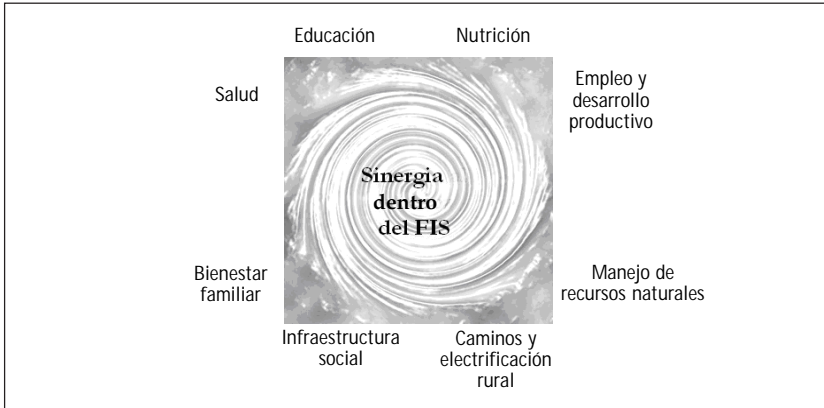 Educación
Nutrición
Salud
Empleo y
desarrollo
productivo
Sinergia
dentro
del FIS
Bienestar
familiar
Manejo de
recursos naturales
Infraestructura
social
Caminos y
electrificación
rural